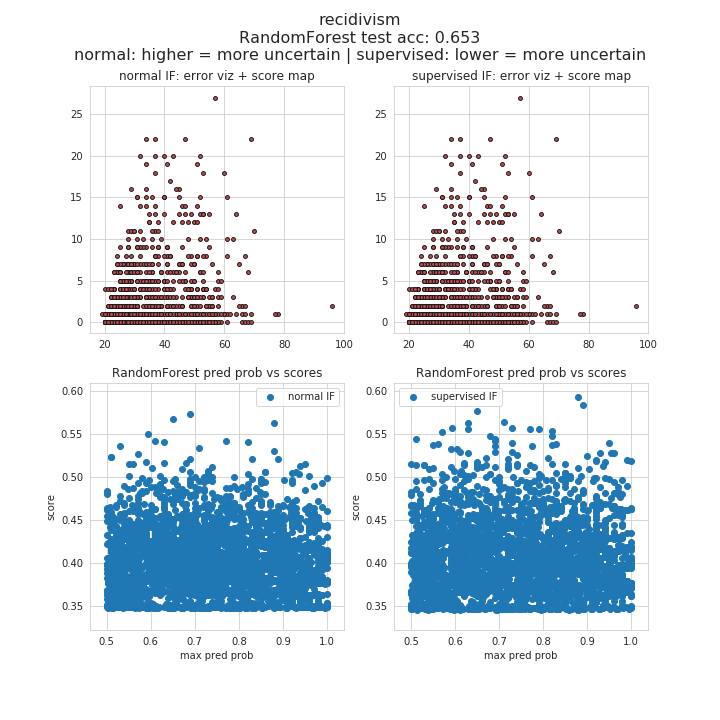 recidivism
RandomForest test acc: 0.653
normal: higher = more uncertain | supervised: lower = more uncertain
normal IF: error viz + score map
25
20
15
10
5
0
20 40 60 80 100
supervised IF: error viz + score map
25
20
15
10
5
0
20 40 60 80 100
RandomForest pred prob vs scores
normal IF
0.60
0.55
0.50
0.45
0.40
0.35
score
0.5 0.6 0.7 0.8 0.9 1.0
max pred prob
RandomForest pred prob vs scores
supervised IF
0.60
0.55
0.50
0.45
0.40
0.35
score
0.5 0.6 0.7 0.8 0.9 1.0
max pred prob